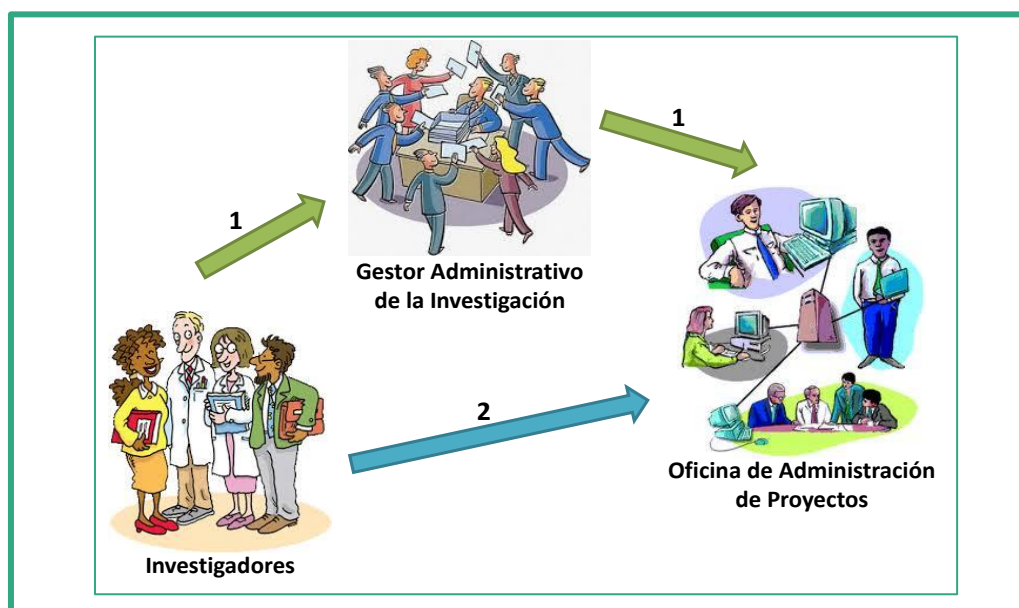 1
Gestor Administrativo
de la Investigación
1
2
Oficina de Administración
de Proyectos
Investigadores